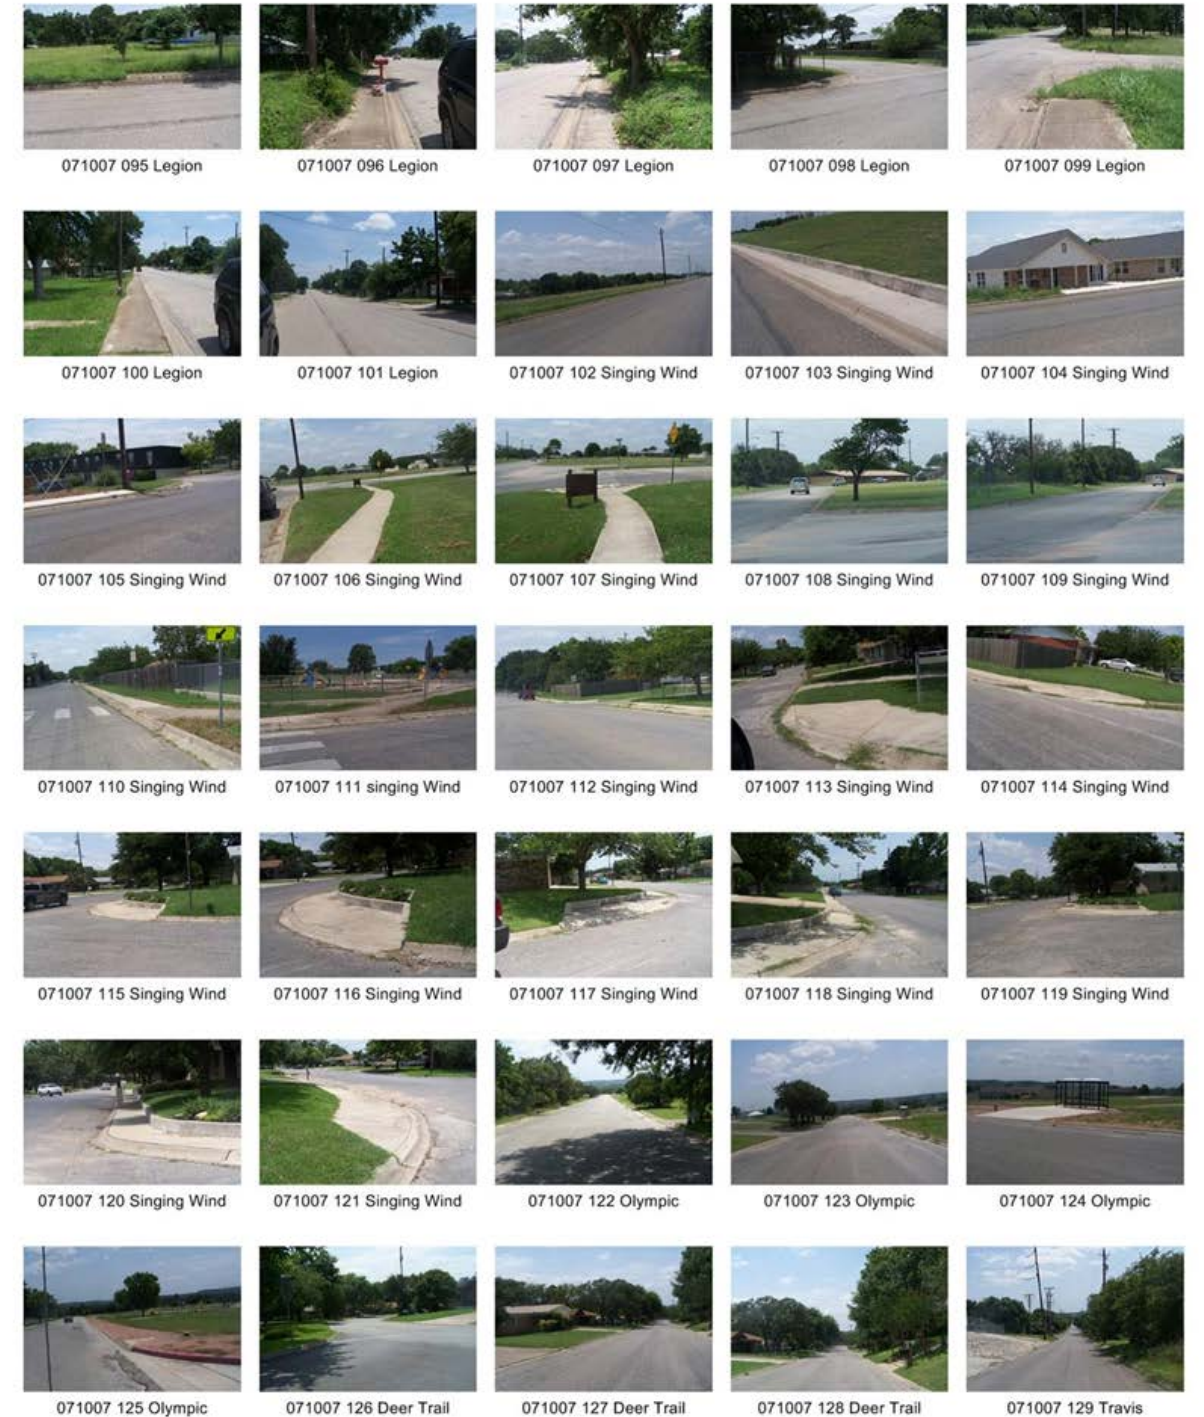 071007 095 Legion
071007 096 Legion
071007 097 Legion
071007 098 Legion
071007 099 Legion
071007 100 Legion
071007 101 Legion
071007 102 Singing Wind
071007 103 Singing Wind
071007 104 Singing Wind
071007 105 Singing Wind
071007 106 Singing Wind
071007 107 Singing Wind
071007 108 Singing Wind
071007 109 Singing Wind
071007 110 Singing Wind
071007 111 singing Wind
071007 112 Singing Wind
071007 113 Singing Wind
071007 114 Singing Wind
071007 115 Singing Wind
071007 116 Singing Wind
071007 117 Singing Wind
071007 118 Singing Wind
071007 119 Singing Wind
071007 120 Singing Wind
071007 121 Singing Wind
071007 122 Olympic
071007 123 Olympic
071007 124 Olympic
071007 125 Olympic
071007 126 Deer Trail
071007 127 Deer Trail
071007 128 Deer Trail
071007 129 Travis